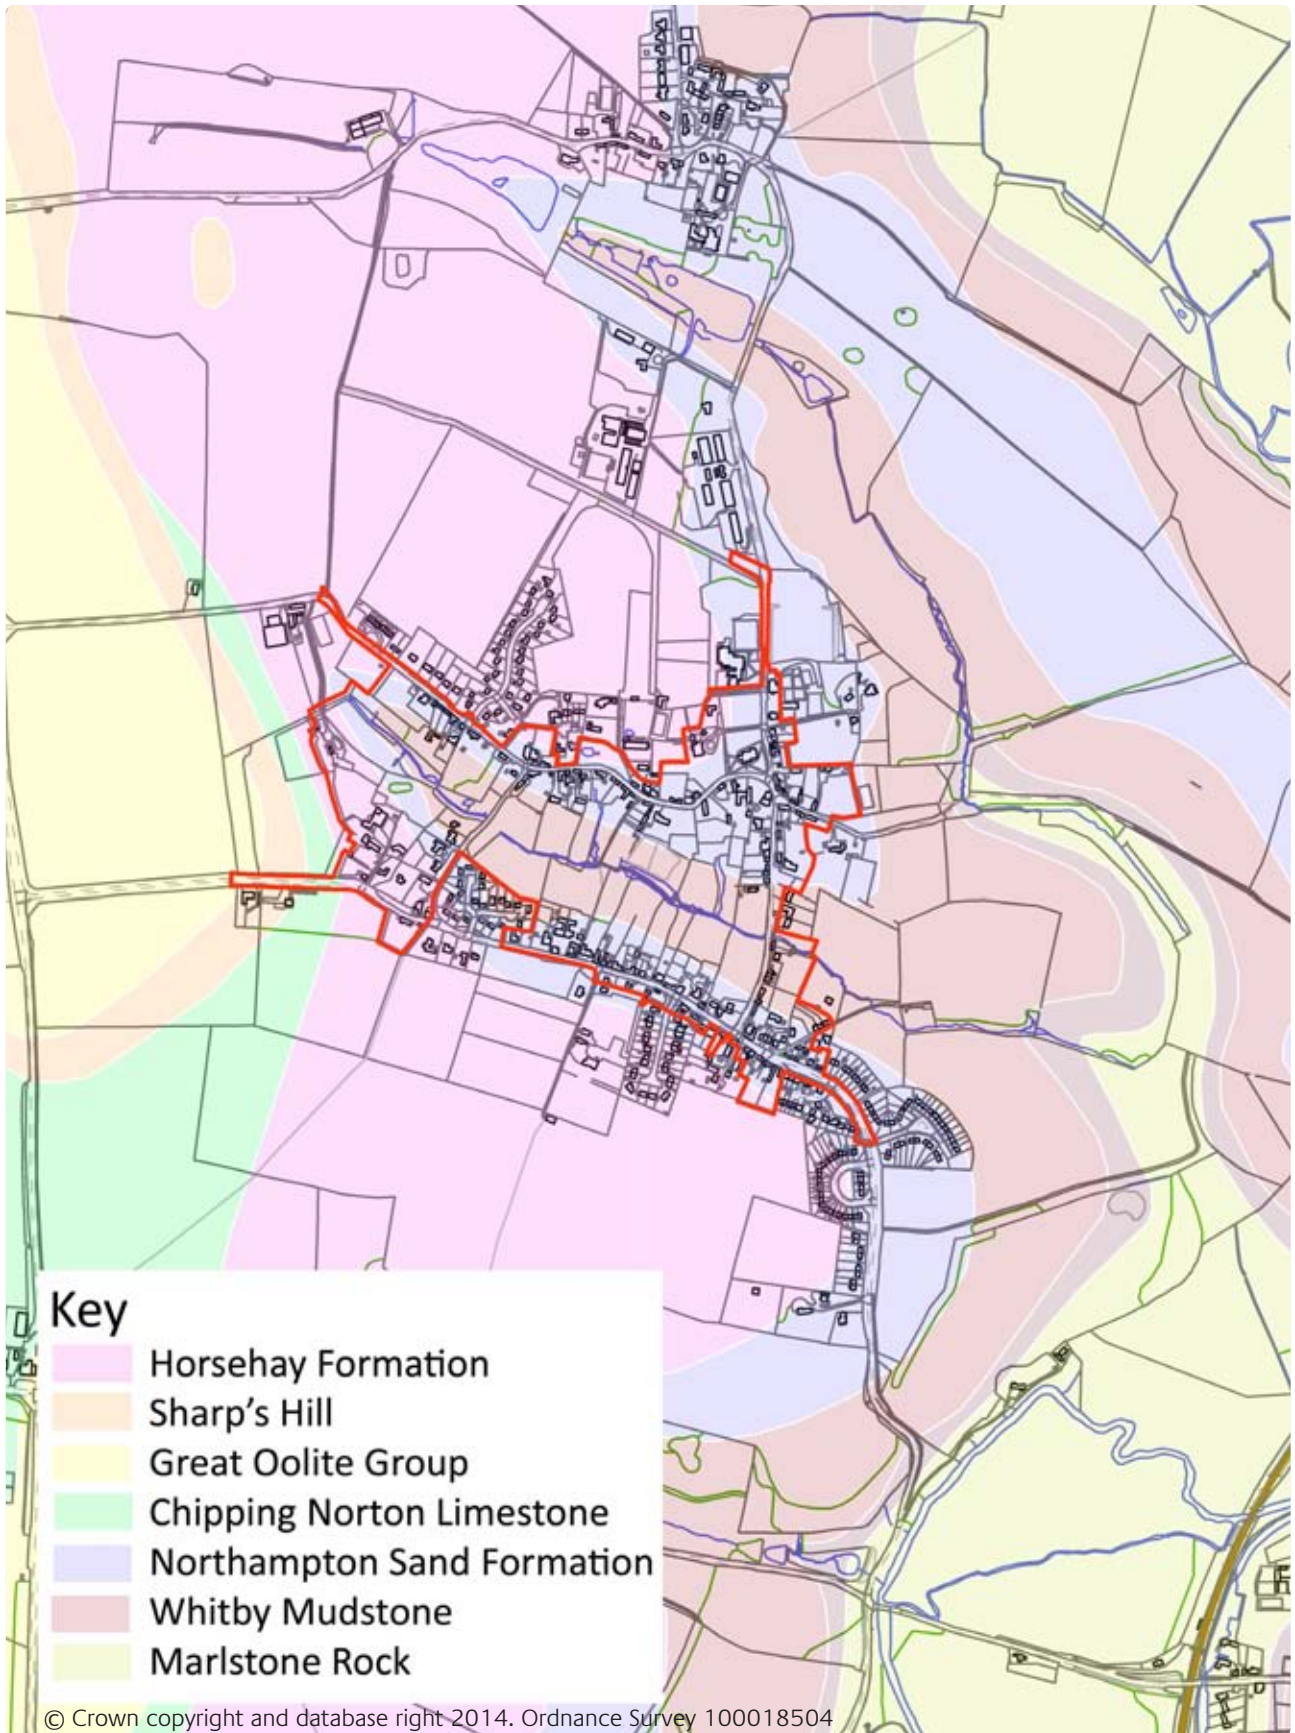 Key
Horsehay Formation
Sharp's Hill
Great Oolite Group
Chipping Norton Limestone
Northampton Sand Formation
Whitby Mudstone
Marlstone Rock
© Crown copyright and database right 2014. Ordnance Survey 100018504